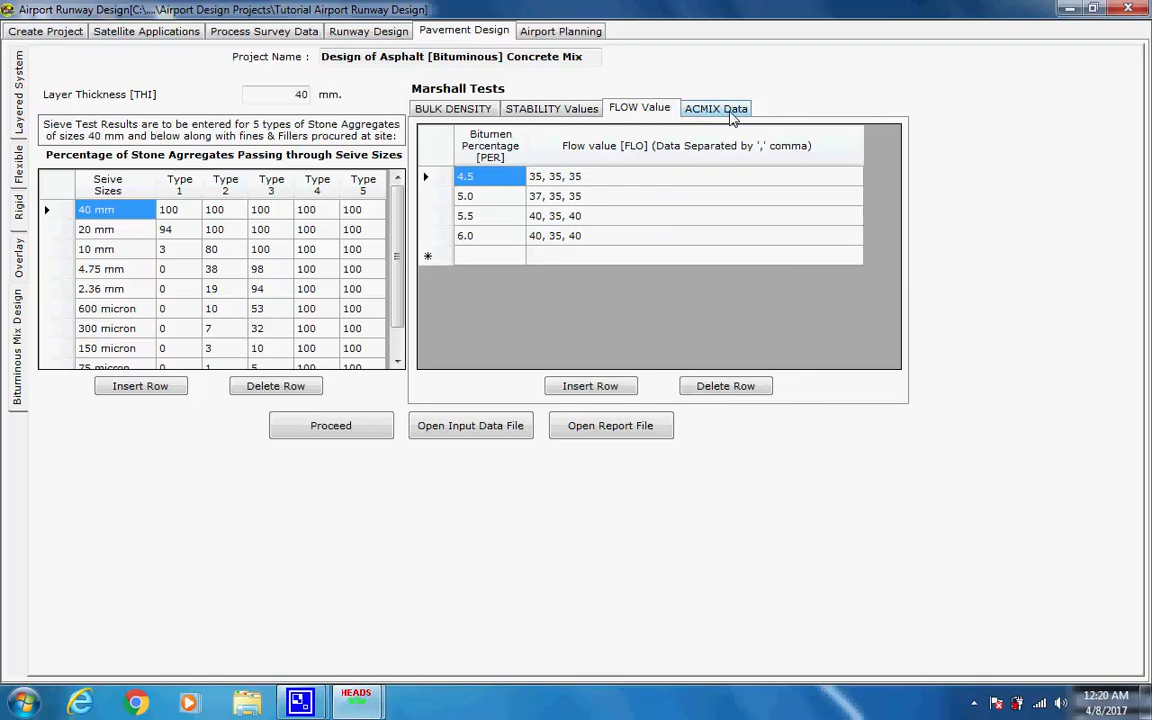 Airport Runway Design[C:\....\Airport Design Projects\Tutorial Airport Runway Design]
Create Project Satellite Applications Process Survey Data Runway Design Pavement Design Airport Planning
Layered System
Flexible
Rigid
Overlay
Bituminous Mix Design
Project Name : Design of Asphalt [Bituminous] Concrete Mix
Layer Thickness [THI] 40 mm.
Sieve Test Results are to be entered for 5 types of Stone Aggregates
of sizes 40 mm and below along with fines & Fillers procured at site:
Percentage of Stone Agrregates Passing through Seive Sizes
Seive Sizes Type 1 Type 2 Type 3 Type 4 Type 5
40 mm 100 100 100 100 100
20 mm 94 100 100 100 100
10 mm 3 80 100 100 100
4.75 mm 0 38 98 100 100
2.36 mm 0 19 94 100 100
600 micron 0 10 53 100 100
300 micron 0 7 32 100 100
150 micron 0 3 10 100 100
75 micron 0 1 5 100 100
Insert Row Delete Row
Marshall Tests
BULK DENSITY STABILITY Values FLOW Value ACMIX Data
Bitumen Percentage [PER] Flow value [FLO] (Data Separated by ',' comma)
4.5 35, 35, 35
5.0 37, 35, 35
5.5 40, 35, 40
6.0 40, 35, 40
Insert Row Delete Row
Proceed Open Input Data File Open Report File
HEADS
12:20 AM
4/8/2017